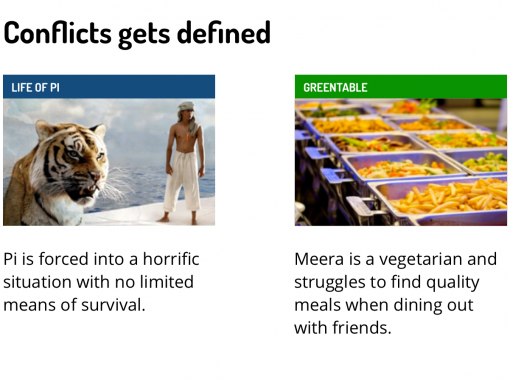 Conflicts gets defined
LIFE OF PI
Pi is forced into a horrific
situation with no limited
means of survival.
GREENTABLE
Meera is a vegetarian and
struggles to find quality
meals when dining out
with friends.